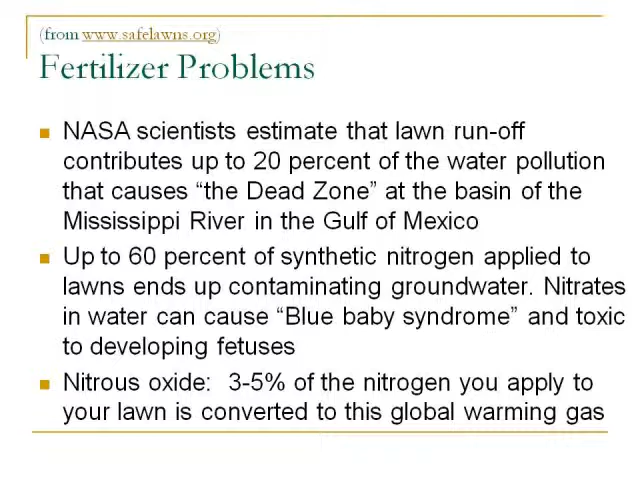 (from www.safelawns.org)
Fertilizer Problems
NASA scientists estimate that lawn run-off
contributes up to 20 percent of the water pollution
that causes “the Dead Zone” at the basin of the
Mississippi River in the Gulf of Mexico
Up to 60 percent of synthetic nitrogen applied to
lawns ends up contaminating groundwater. Nitrates
in water can cause “Blue baby syndrome” and toxic
to developing fetuses
Nitrous oxide: 3-5% of the nitrogen you apply to
your lawn is converted to this global warming gas